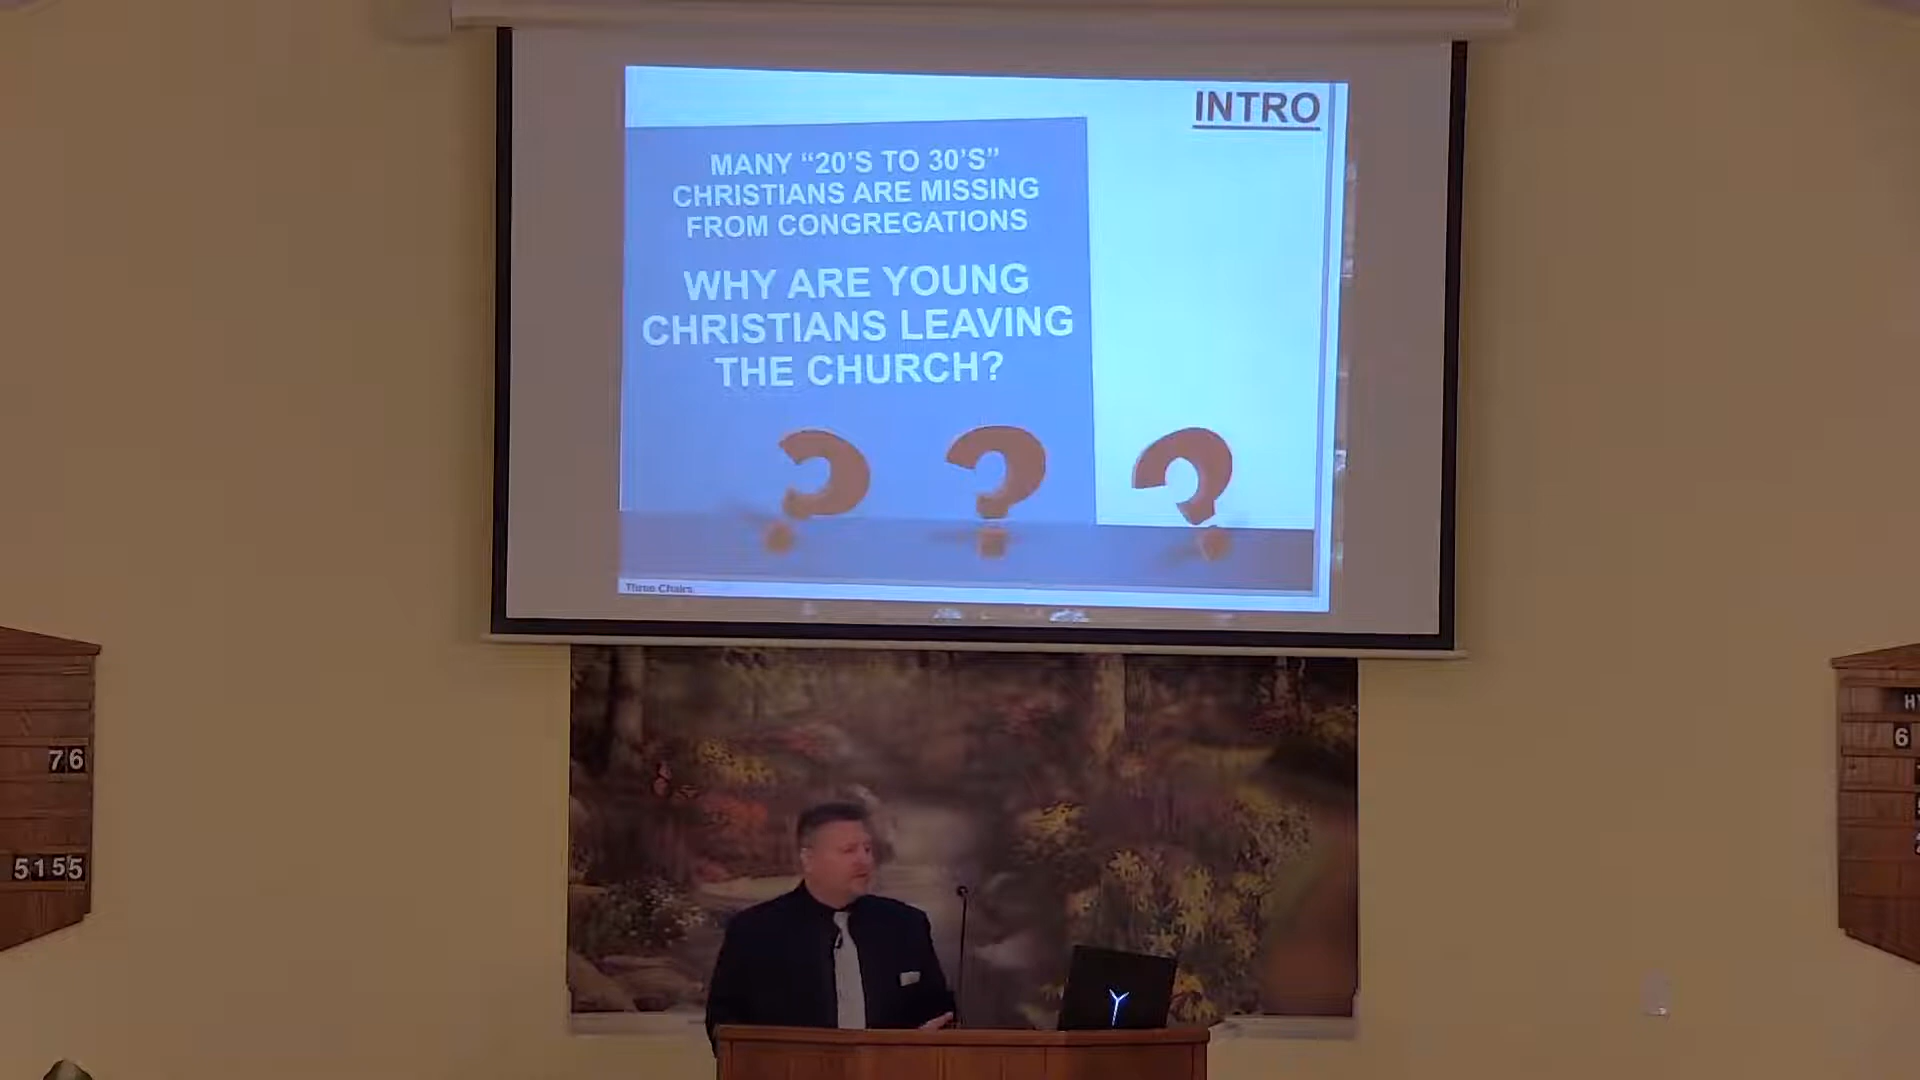 INTRO
MANY “20’S TO 30’S”
CHRISTIANS ARE MISSING
FROM CONGREGATIONS
WHY ARE YOUNG
CHRISTIANS LEAVING
THE CHURCH?
Three Chairs
76
5155
6